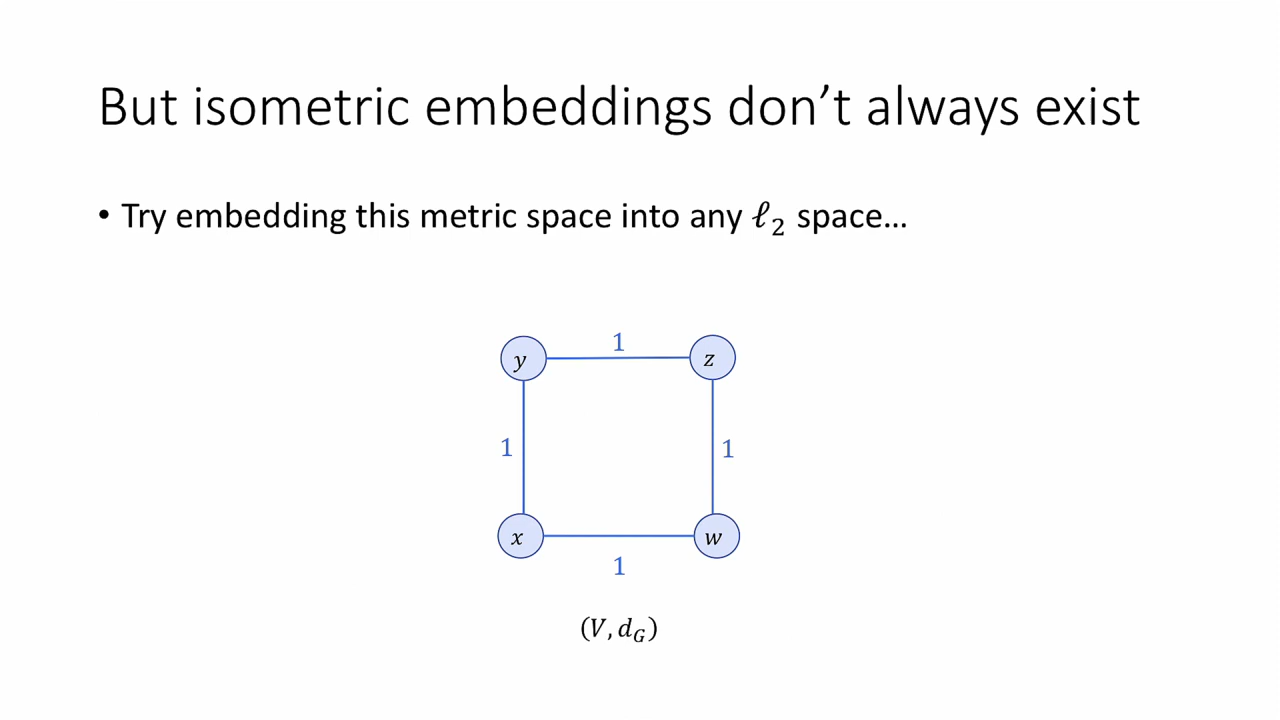 But isometric embeddings don’t always exist
• Try embedding this metric space into any ℓ₂ space…
1
y
z
1
1
x
w
1
(V, d_G)